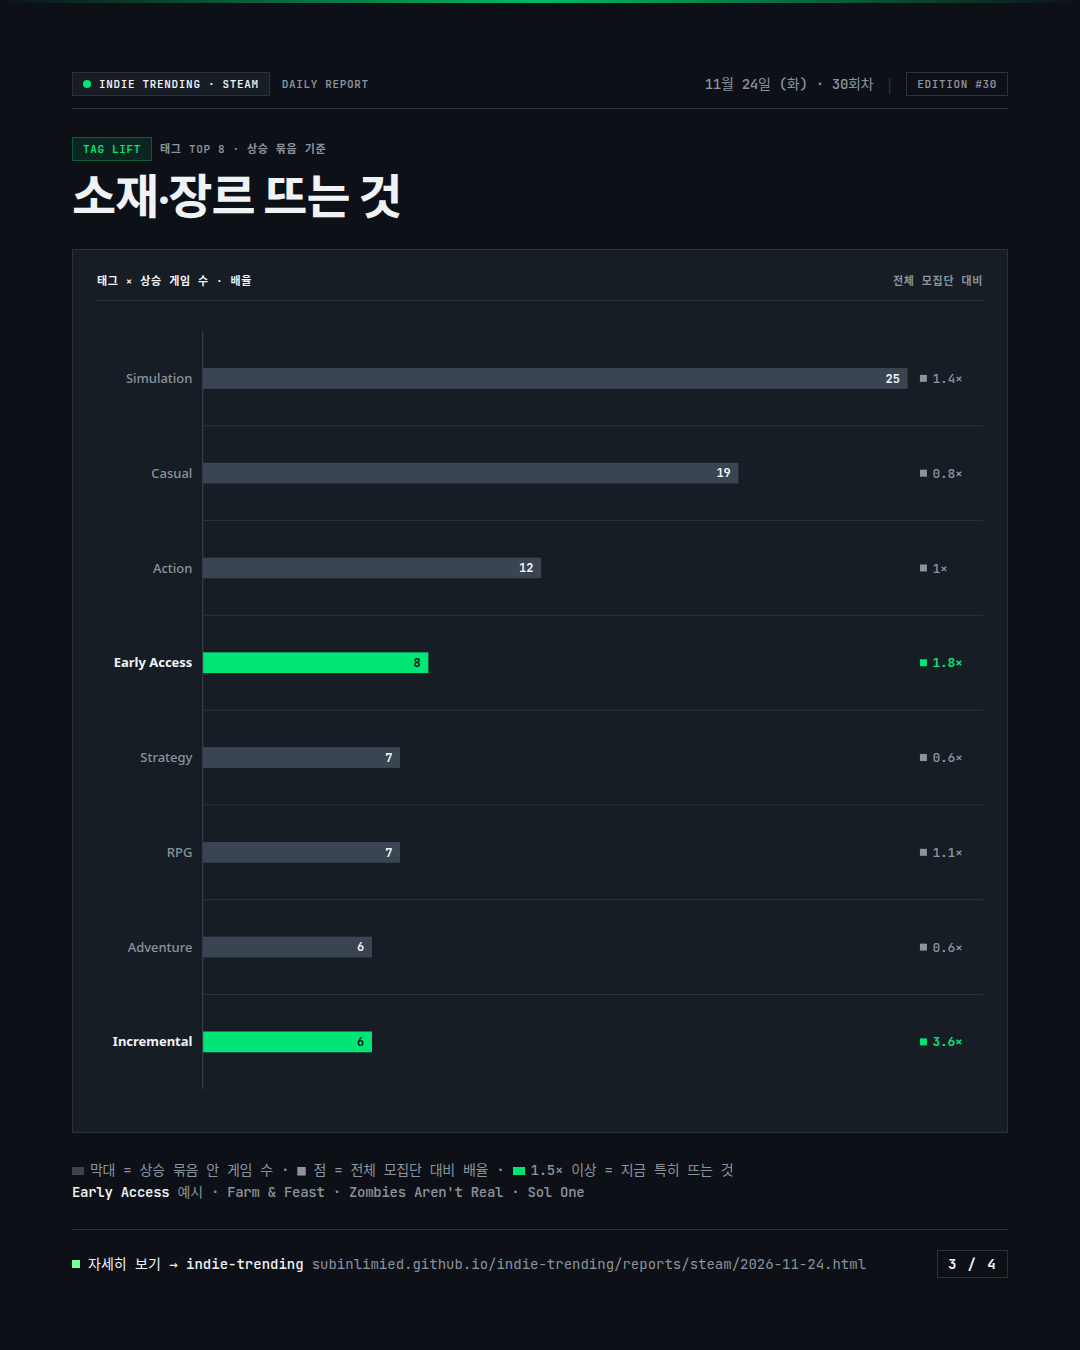 INDIE TRENDING · STEAM DAILY REPORT 11월 24일 (화) · 30회차 EDITION #30
TAG LIFT 태그 TOP 8 · 상승 묶음 기준
소재·장르 뜨는 것
태그 × 상승 게임 수 · 배율 전체 모집단 대비
Simulation 25 1.4×
Casual 19 0.8×
Action 12 1×
Early Access 8 1.8×
Strategy 7 0.6×
RPG 7 1.1×
Adventure 6 0.6×
Incremental 6 3.6×
막대 = 상승 묶음 안 게임 수 · ■ 점 = 전체 모집단 대비 배율 · 1.5× 이상 = 지금 특히 뜨는 것
Early Access 예시 · Farm & Feast · Zombies Aren't Real · Sol One
자세히 보기 → indie-trending subinlimied.github.io/indie-trending/reports/steam/2026-11-24.html 3 / 4